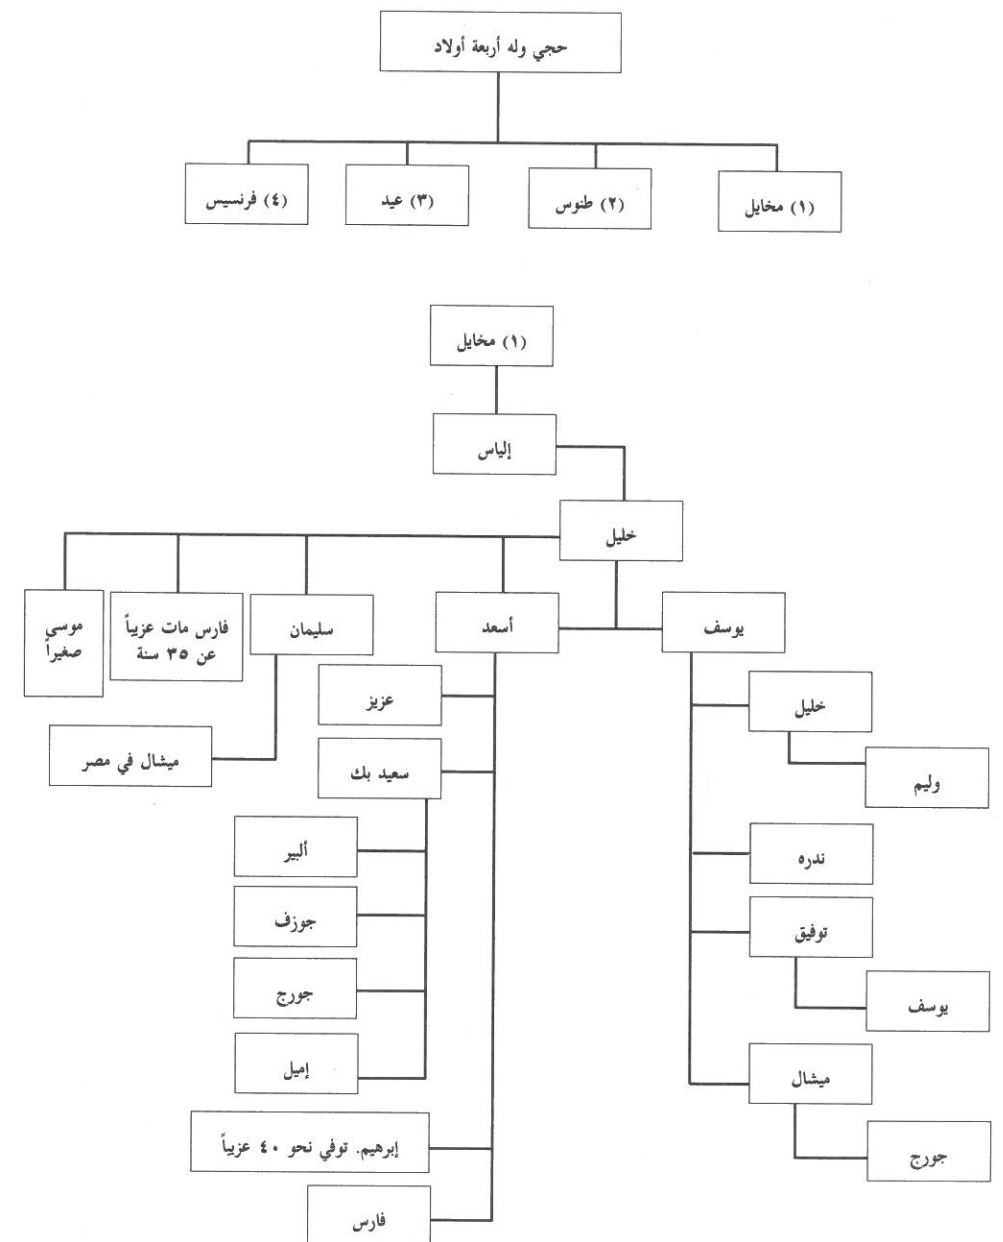 حجي وله أربعة أولاد
(١) مخايل
(٢) طنوس
(٣) عيد
(٤) فرنسيس
(١) مخايل
إلياس
خليل
يوسف
أسعد
سليمان
فارس مات عزيباً
عن ٣٥ سنة
موسى
صغيراً
خليل
وليم
ندره
توفيق
يوسف
ميشال
جورج
عزيز
سعيد بك
ألبير
جوزف
جورج
إميل
إبرهيم. توفي نحو ٤٠ عزيباً
فارس
ميشال في مصر